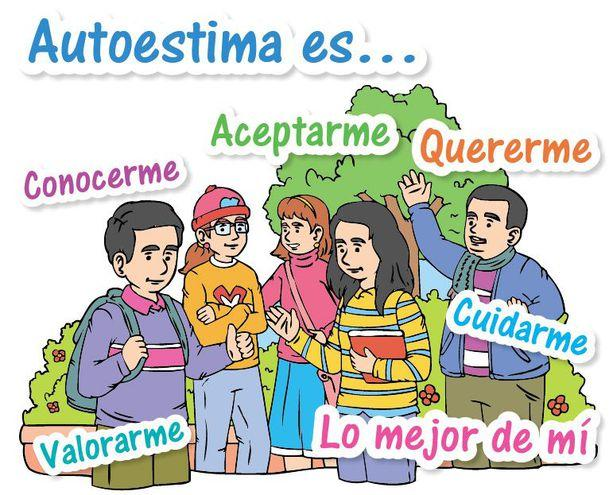 Autoestima es...
Aceptarme
Quererme
Conocerme
Cuidarme
Valorarme
Lo mejor de mí